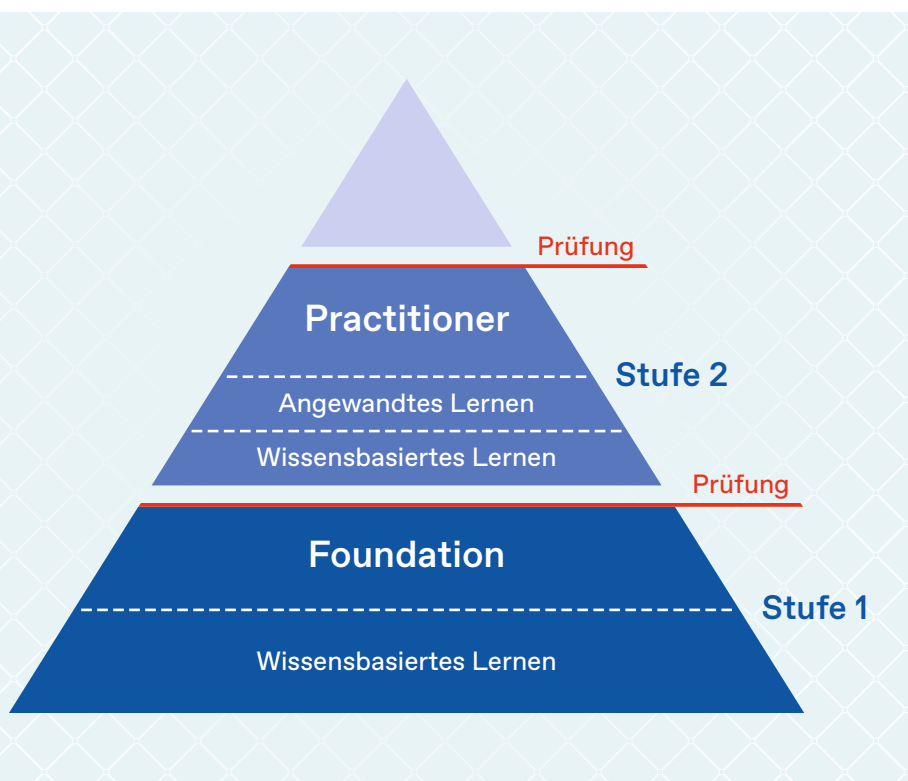 Prüfung
Practitioner
Stufe 2
Angewandtes Lernen
Wissensbasiertes Lernen
Prüfung
Foundation
Stufe 1
Wissensbasiertes Lernen